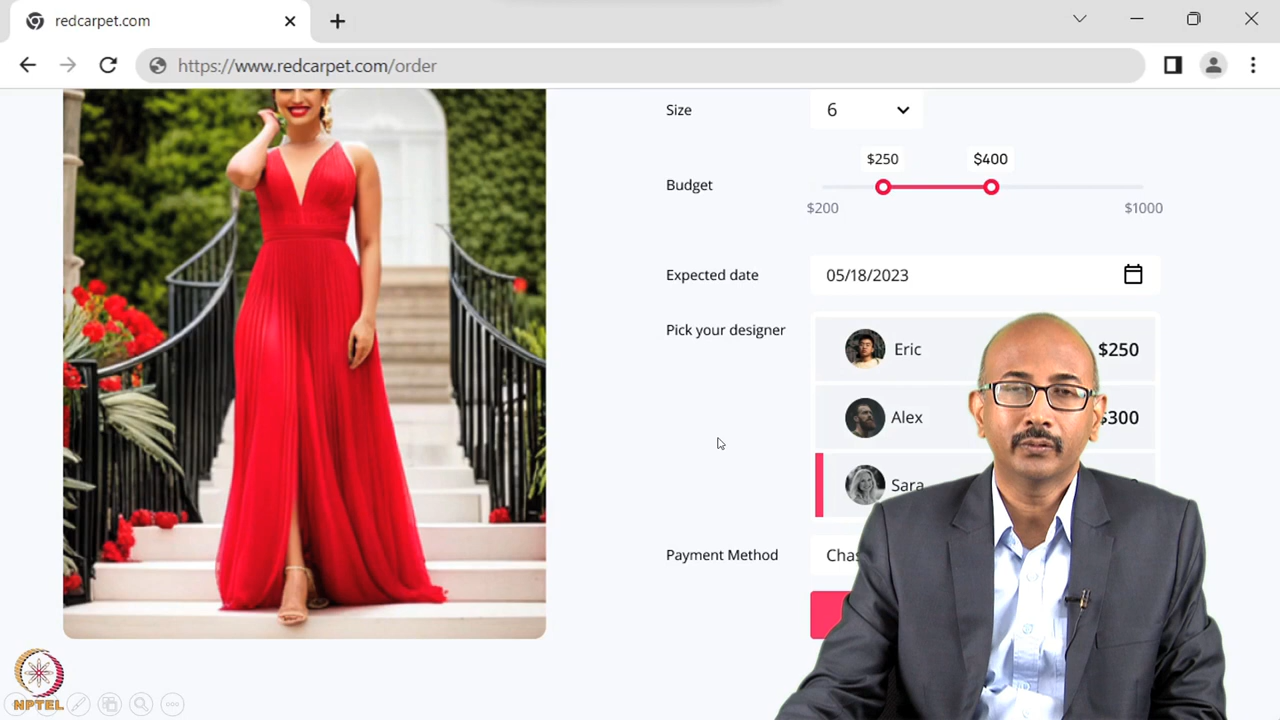 redcarpet.com
https://www.redcarpet.com/order
Size
6
$250
$400
Budget
$200
$1000
Expected date
05/18/2023
Pick your designer
Eric
$250
Alex
$300
Sara
Payment Method
NPTEL